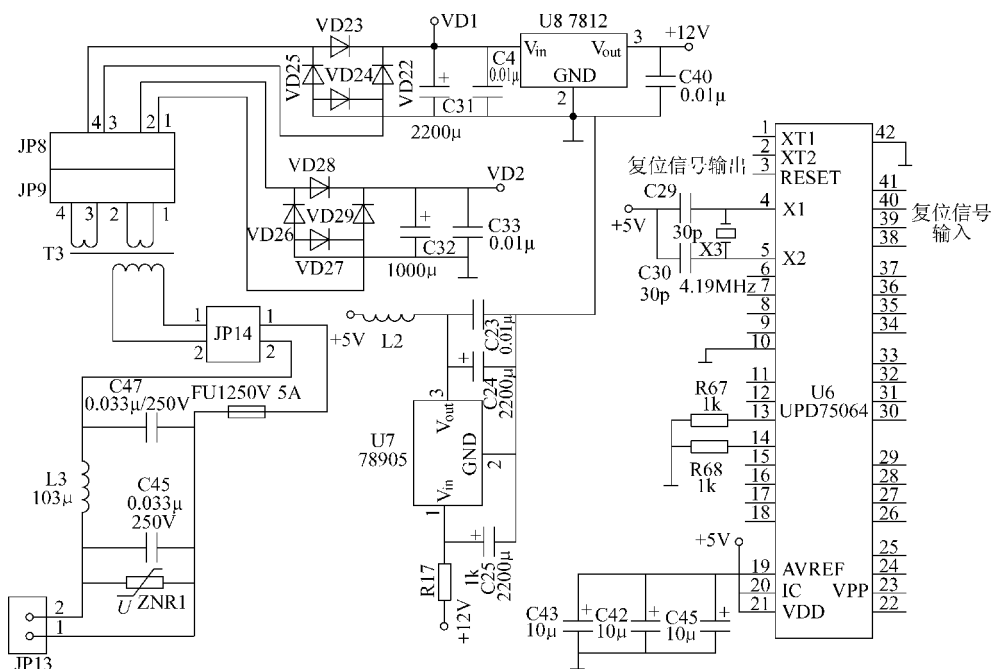 VD23
VD1
U8 7812
VD25
VD24
VD22
+
C4
0.01μ
C31
2200μ
Vin
Vout
GND
2
3
+12V
C40
0.01μ
4 3 2 1
JP8
JP9
4 3 2 1
T3
VD28
VD2
VD26
VD29
VD27
+
C32
1000μ
C33
0.01μ
1
2
JP14
1
2
+5V
L2
C23
0.01μ
+
C24
2200μ
C47
0.033μ/250V
FU1250V 5A
L3
103μ
C45
0.033μ
250V
U
ZNR1
2
1
JP13
U7
78905
3
Vout
GND
2
Vin
1
+
C25
2200μ
R17
1k
+12V
复位信号输出
C29
+5V
30p
X3
C30
30p
4.19MHz
1 XT1
2 XT2
3 RESET
4 X1
5 X2
6
7
8
9
10
11
12
13
14
15
16
17
18
R67
1k
R68
1k
U6
UPD75064
+5V
19 AVREF
20 IC
21 VDD
VPP
42
41
40
39
38
37
36
35
34
33
32
31
30
29
28
27
26
25
24
23
22
复位信号
输入
C43
10μ
+
C42
10μ
+
C45
10μ
+